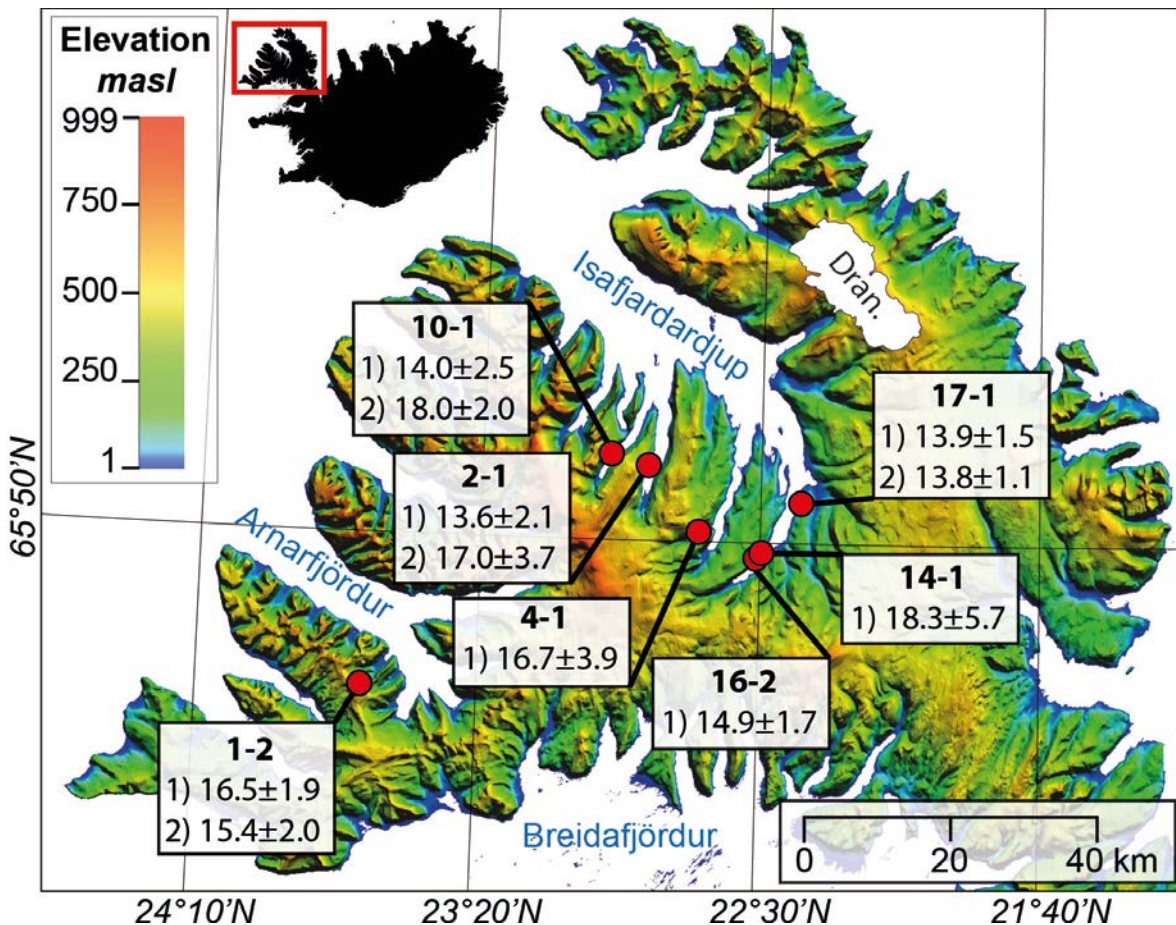 Elevation
masl
999
750
500
250
1
Isafjardardjup
Dran.
10-1
1) 14.0±2.5
2) 18.0±2.0
17-1
1) 13.9±1.5
2) 13.8±1.1
2-1
1) 13.6±2.1
2) 17.0±3.7
65°50’N
Arnarfjördur
14-1
1) 18.3±5.7
4-1
1) 16.7±3.9
16-2
1) 14.9±1.7
1-2
1) 16.5±1.9
2) 15.4±2.0
Breidafjördur
0 20 40 km
24°10’N 23°20’N 22°30’N 21°40’N